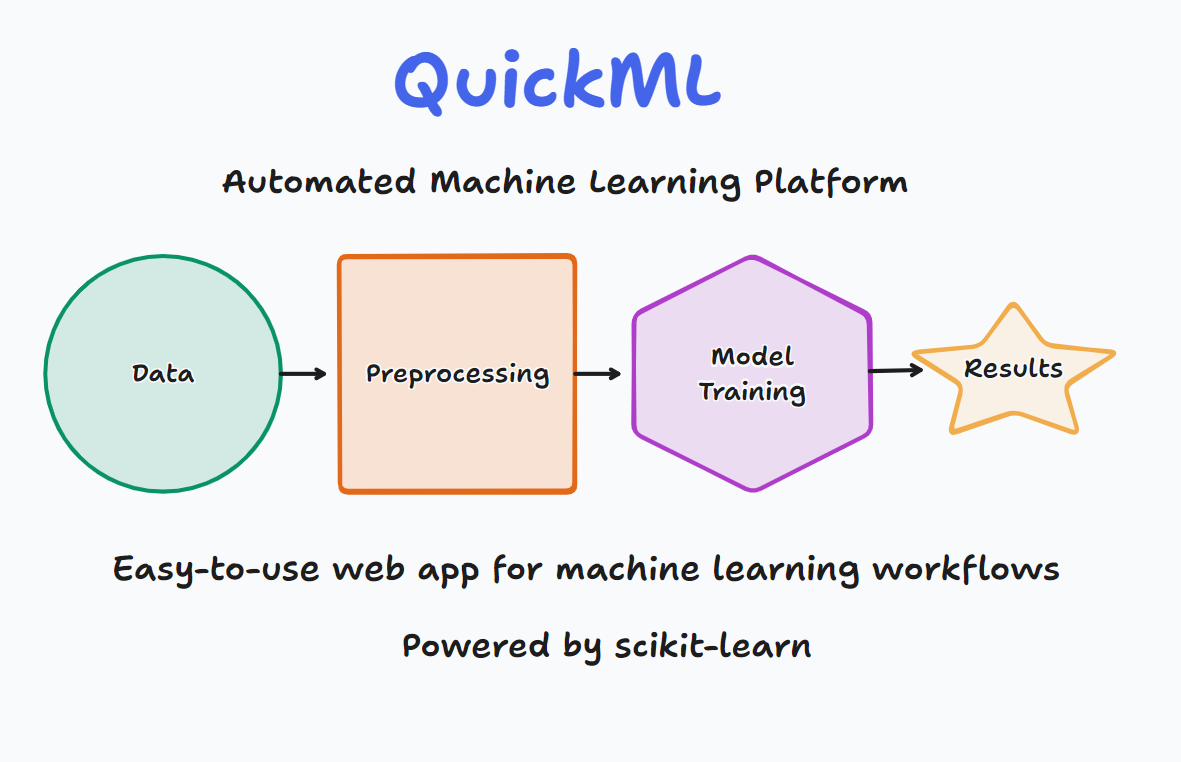 QuickML
Automated Machine Learning Platform
Data
Preprocessing
Model
Training
Results
Easy-to-use web app for machine learning workflows
Powered by scikit-learn